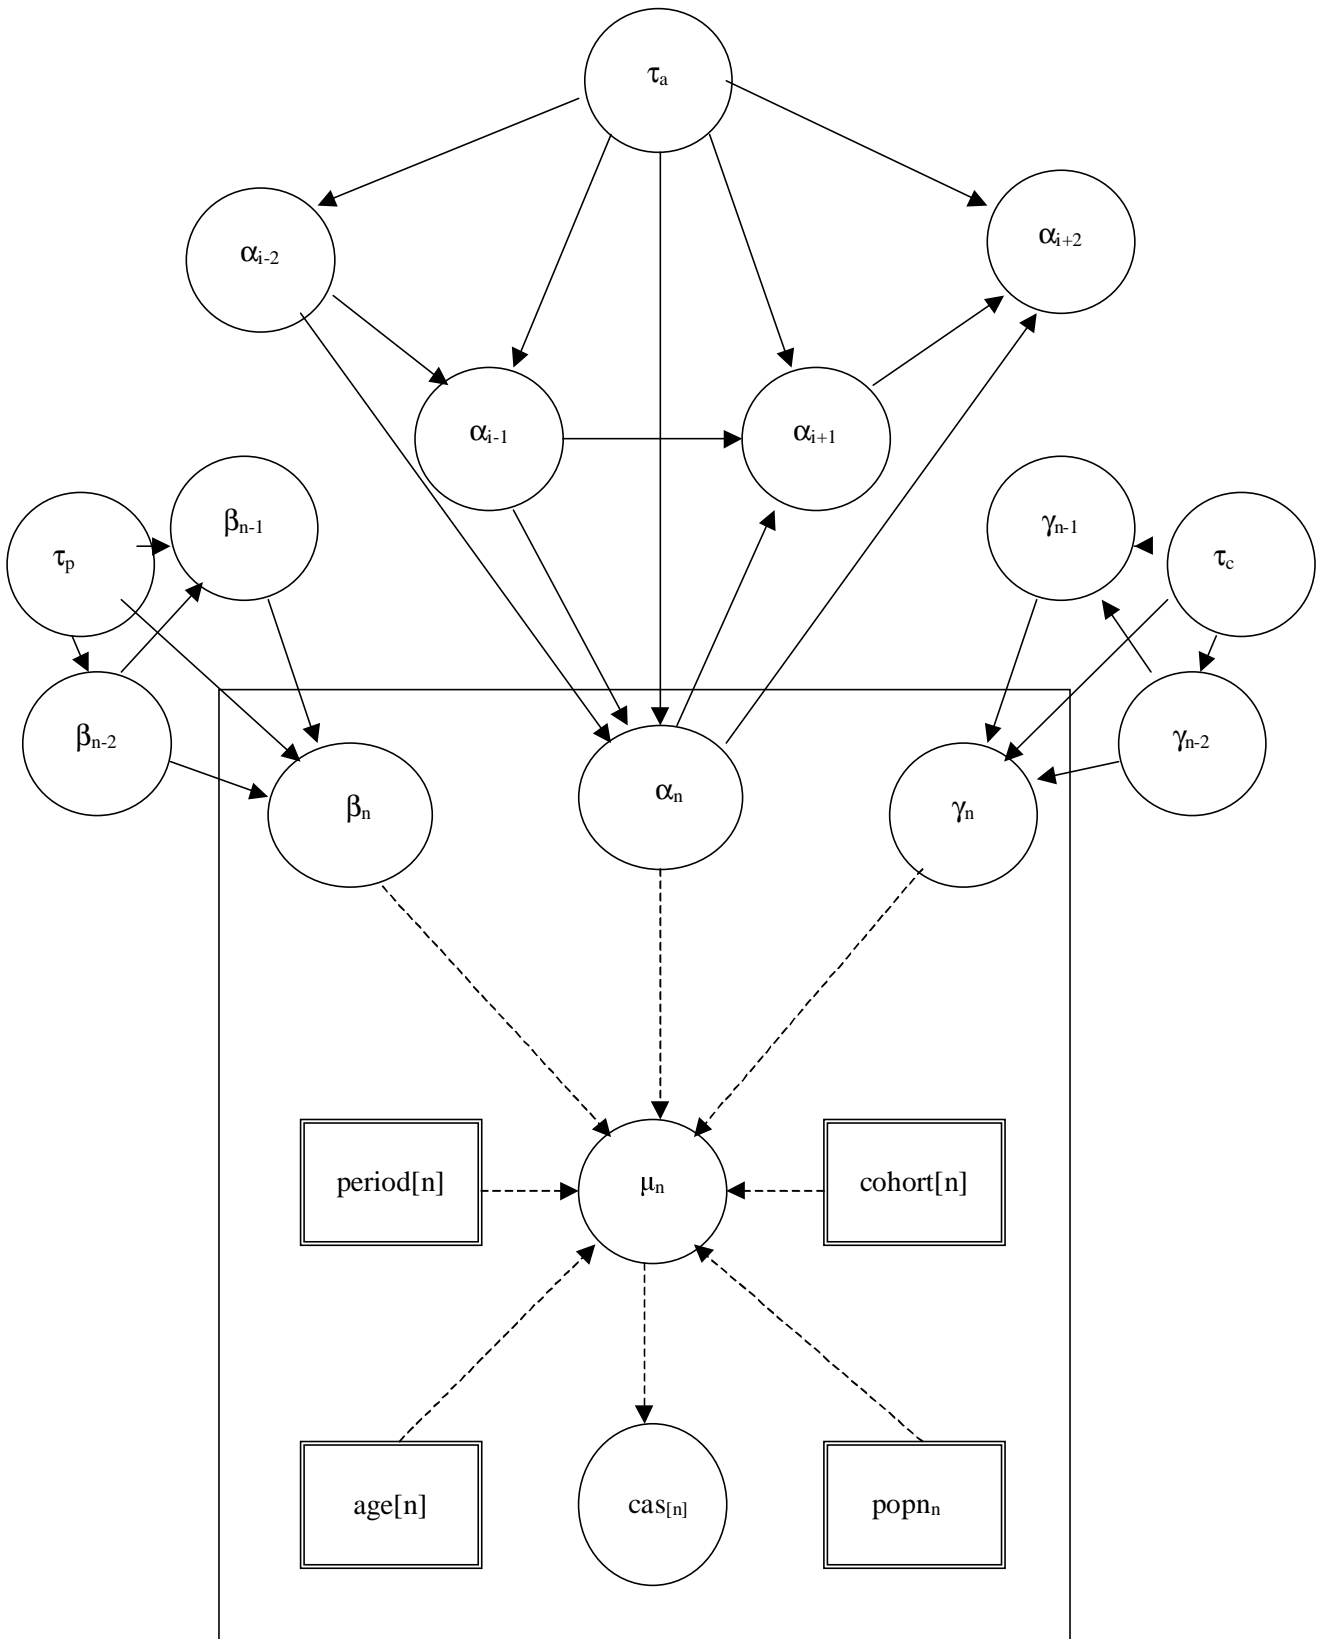 τa
αi-2
αi+2
αi-1
αi+1
βn-1
γn-1
τp
τc
βn-2
γn-2
βn
αn
γn
period[n]
μn
cohort[n]
age[n]
cas[n]
popnn